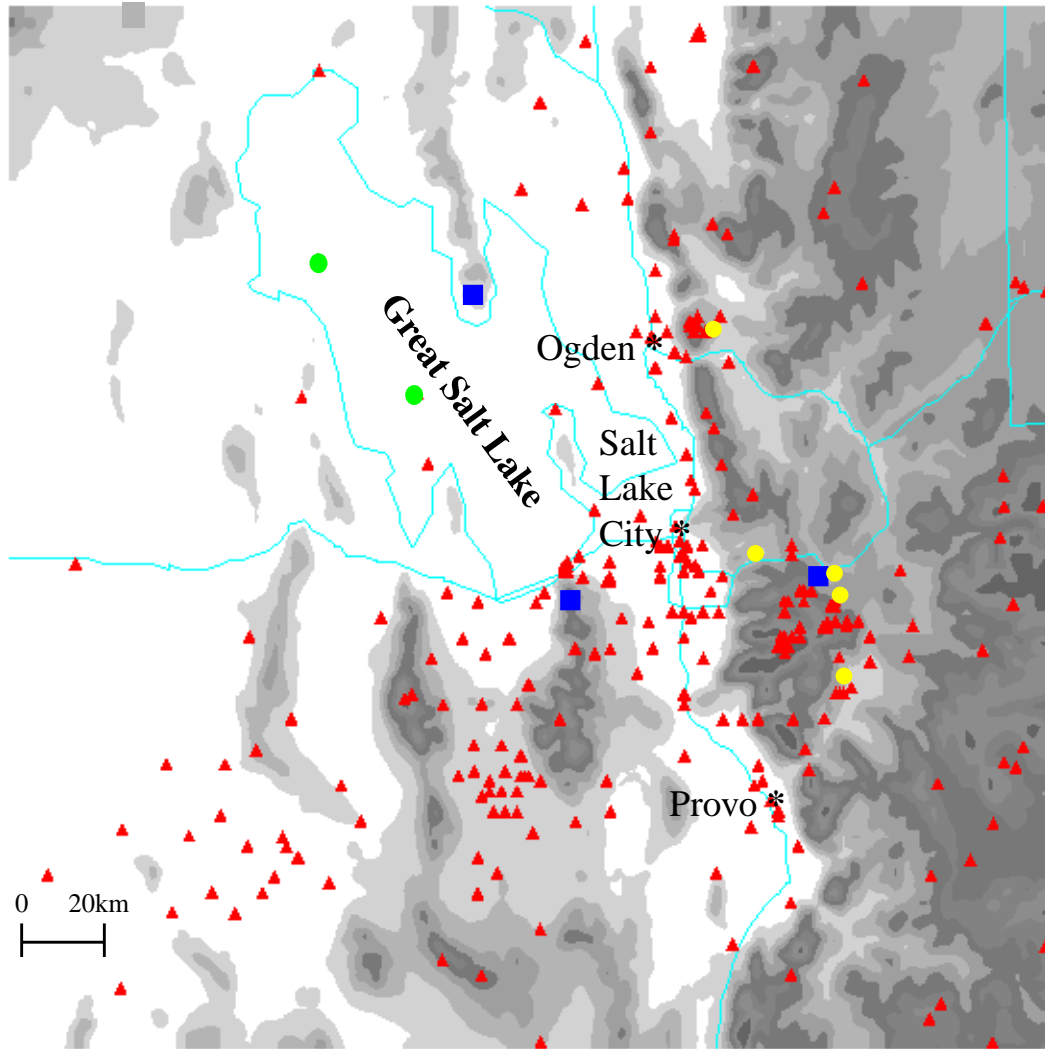 Great Salt Lake
Ogden *
Salt
Lake
City *
Provo *
0 20km